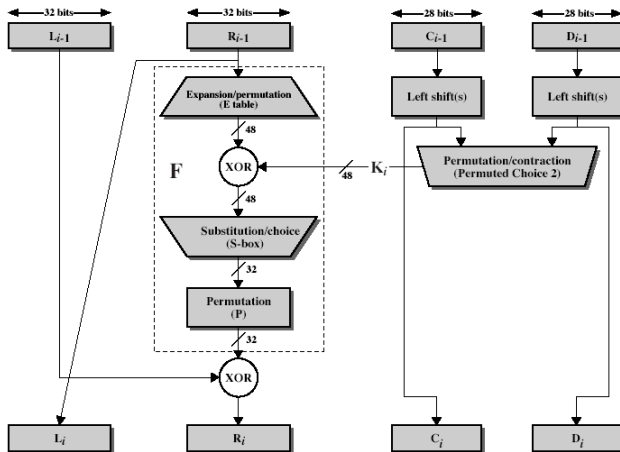 32 bits 32 bits 28 bits 28 bits
Li-1 Ri-1 Ci-1 Di-1
Expansion/permutation
(E table)
Left shift(s) Left shift(s)
48
F XOR 48 Ki Permutation/contraction
(Permuted Choice 2)
48
Substitution/choice
(S-box)
32
Permutation
(P)
32
XOR
Li Ri Ci Di